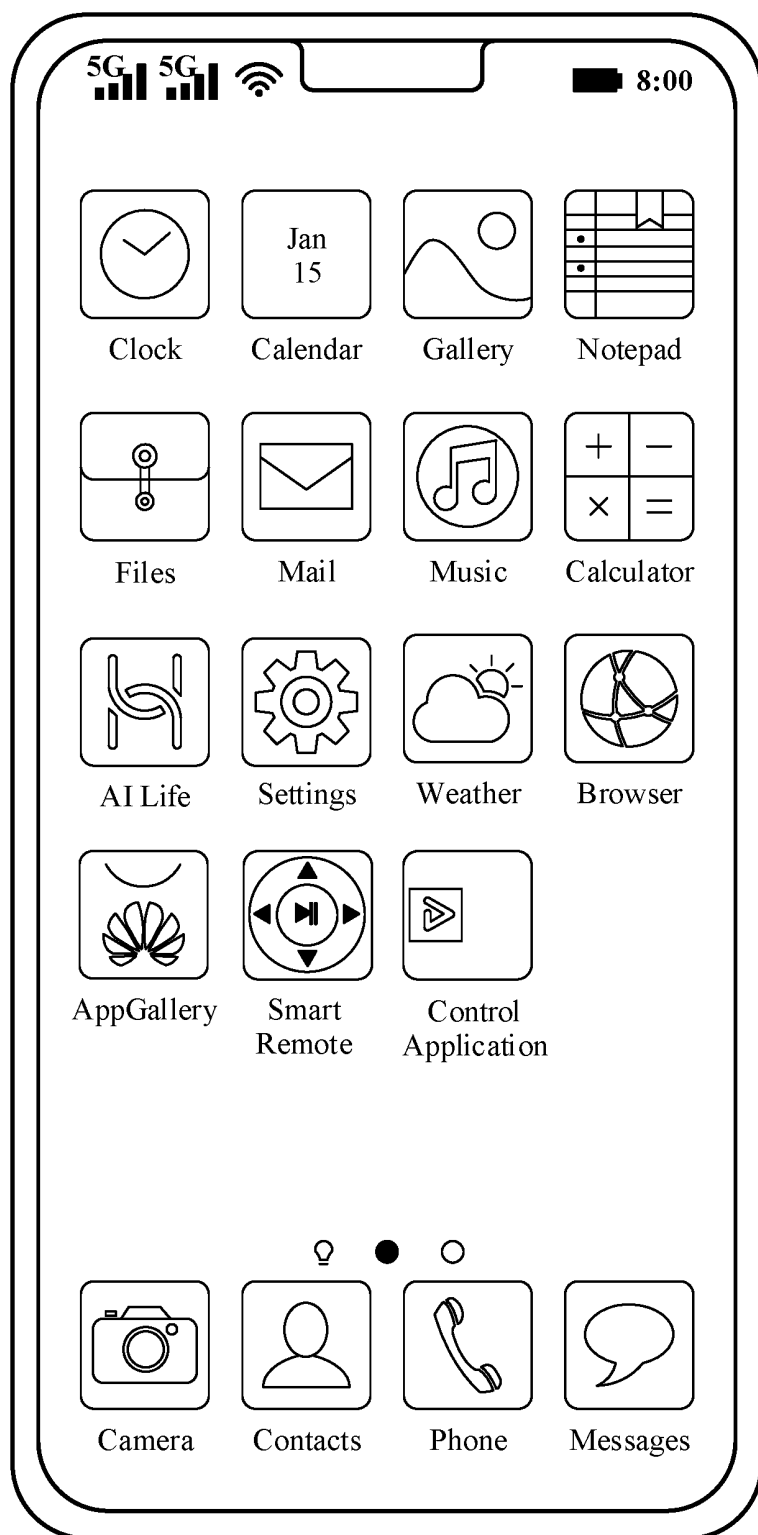 5G 5G 8:00
Jan
15
Clock Calendar Gallery Notepad
Files Mail Music Calculator
AI Life Settings Weather Browser
AppGallery Smart Remote Control Application
Camera Contacts Phone Messages